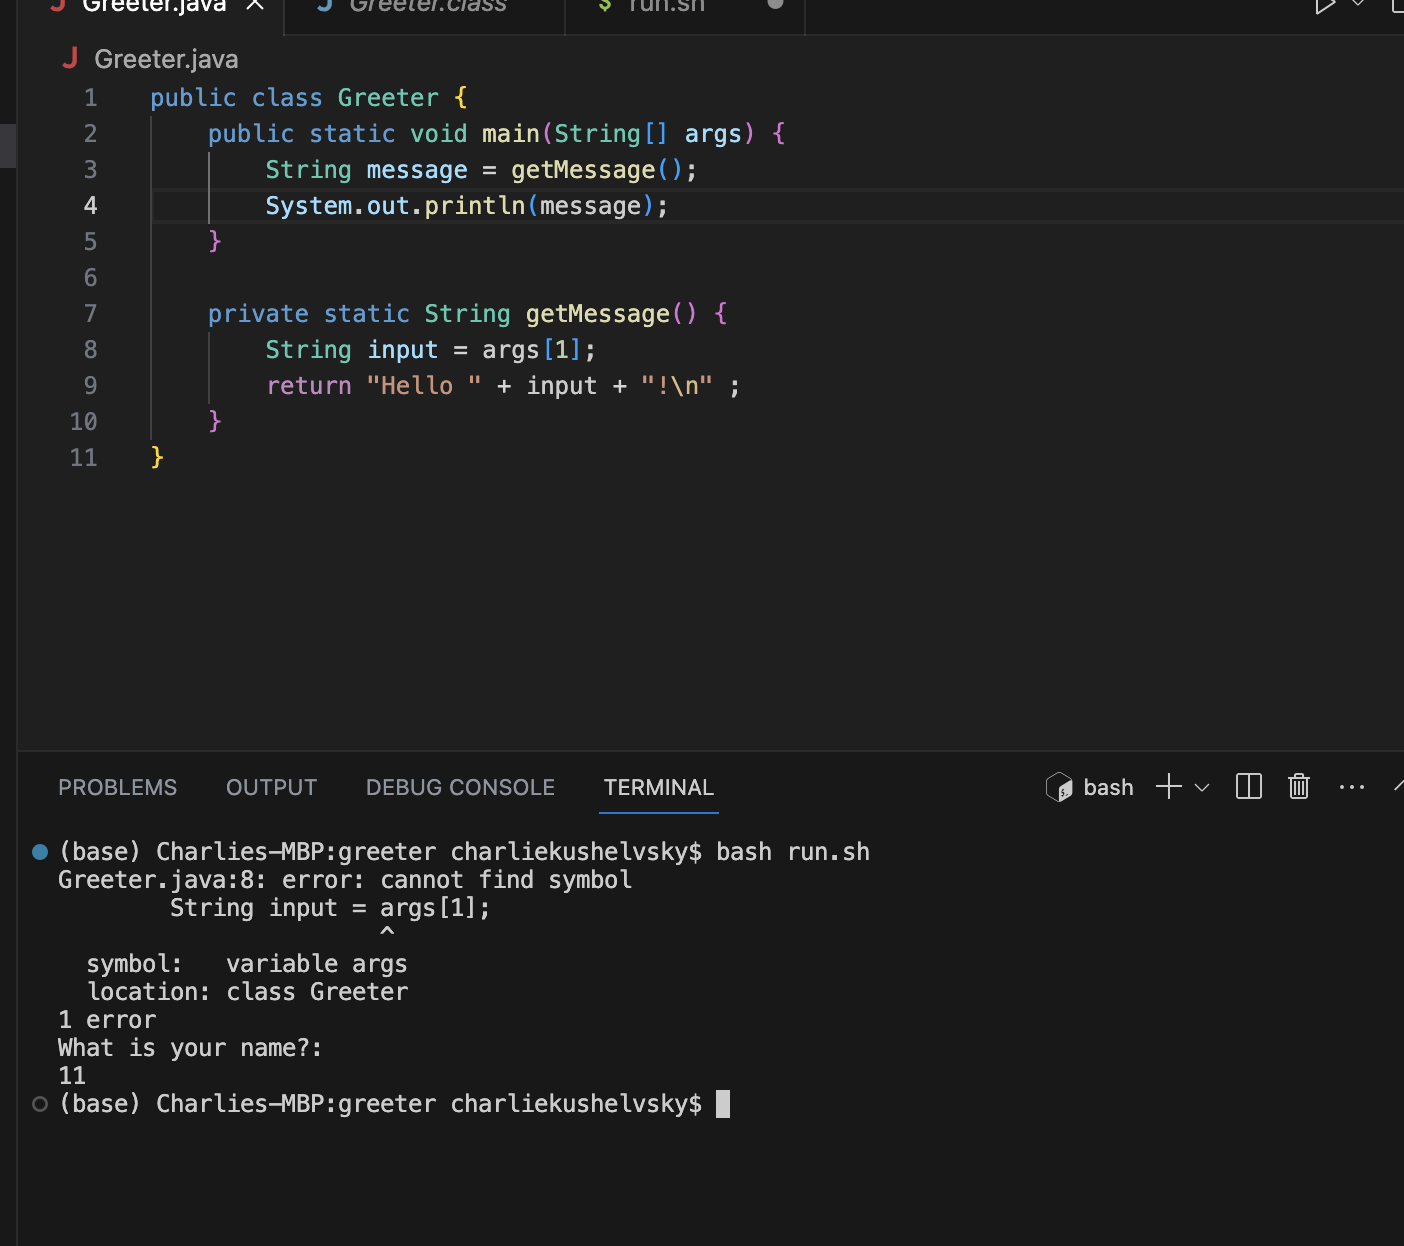 Greeter.java
Greeter.class
run.sh
Greeter.java
1 public class Greeter {
2     public static void main(String[] args) {
3         String message = getMessage();
4         System.out.println(message);
5     }
6
7     private static String getMessage() {
8         String input = args[1];
9         return "Hello " + input + "!\n" ;
10     }
11 }
PROBLEMS OUTPUT DEBUG CONSOLE TERMINAL bash
(base) Charlies-MBP:greeter charliekushelvsky$ bash run.sh
Greeter.java:8: error: cannot find symbol
        String input = args[1];
                       ^
  symbol:   variable args
  location: class Greeter
1 error
What is your name?:
11
(base) Charlies-MBP:greeter charliekushelvsky$